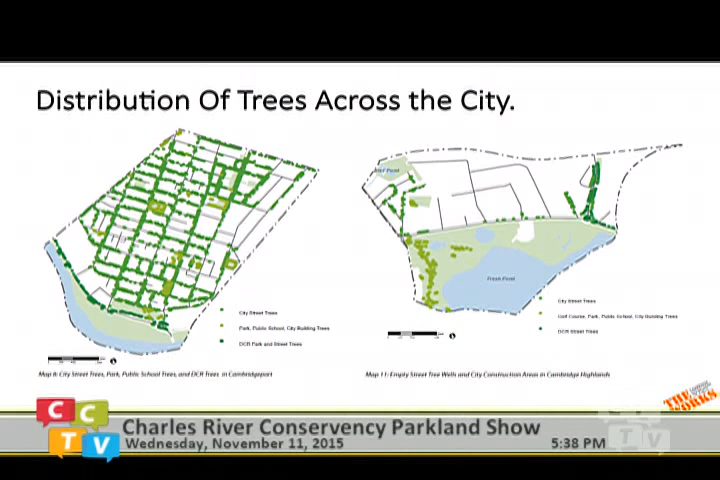 Distribution Of Trees Across the City.
Fresh Pond
City Street Trees
Park, Public School, City Building Trees
DCR Park and Street Trees
City Street Trees
Golf Course, Park, Public School, City Building Trees
DCR Street Trees
Map 6: City Street Trees, Park, Public School Trees, and DCR Trees in Cambridgeport
Map 11: Empty Street Tree Wells and City Construction Areas in Cambridge Highlands
THE WORKS
CCTV
Charles River Conservency Parkland Show
Wednesday, November 11, 2015
5:38 PM